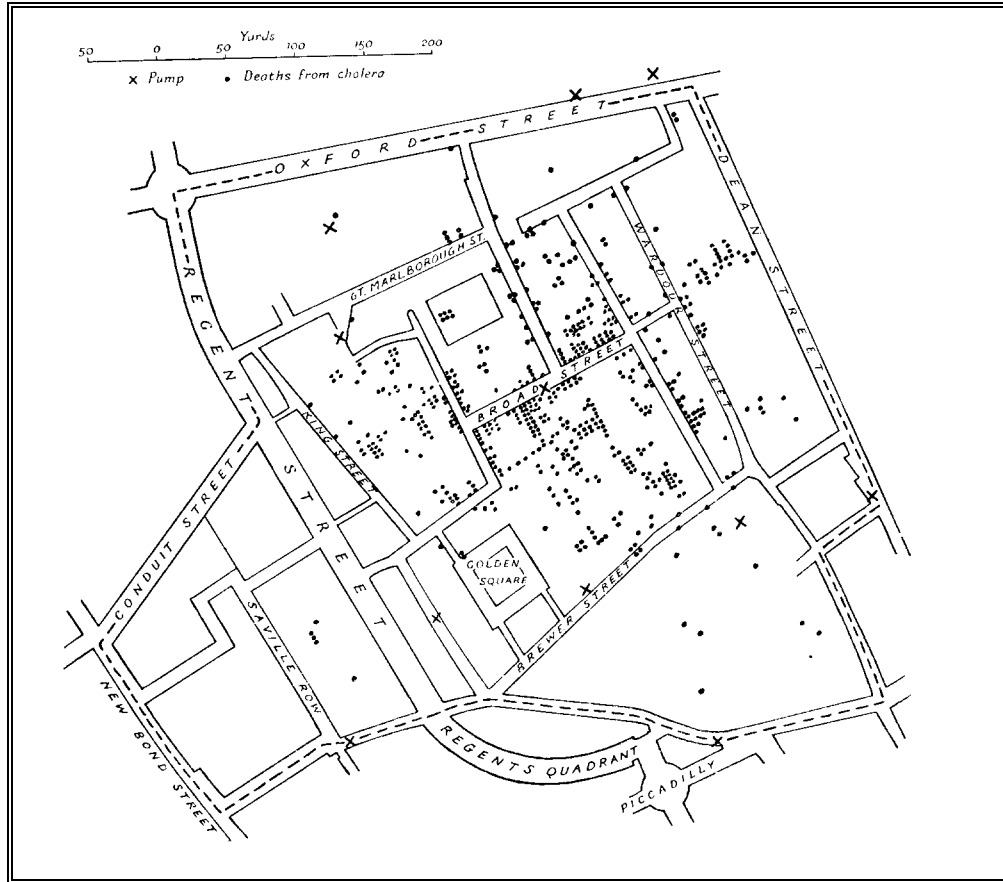 Yards
50 0 50 100 150 200
× Pump • Deaths from cholera
OXFORD STREET
DEAN STREET
WARDOUR STREET
GT. MARLBOROUGH ST.
REGENT STREET
BROAD STREET
KING STREET
CONDUIT STREET
GOLDEN
SQUARE
BREWER STREET
SAVILLE ROW
NEW BOND STREET
REGENTS QUADRANT
PICCADILLY